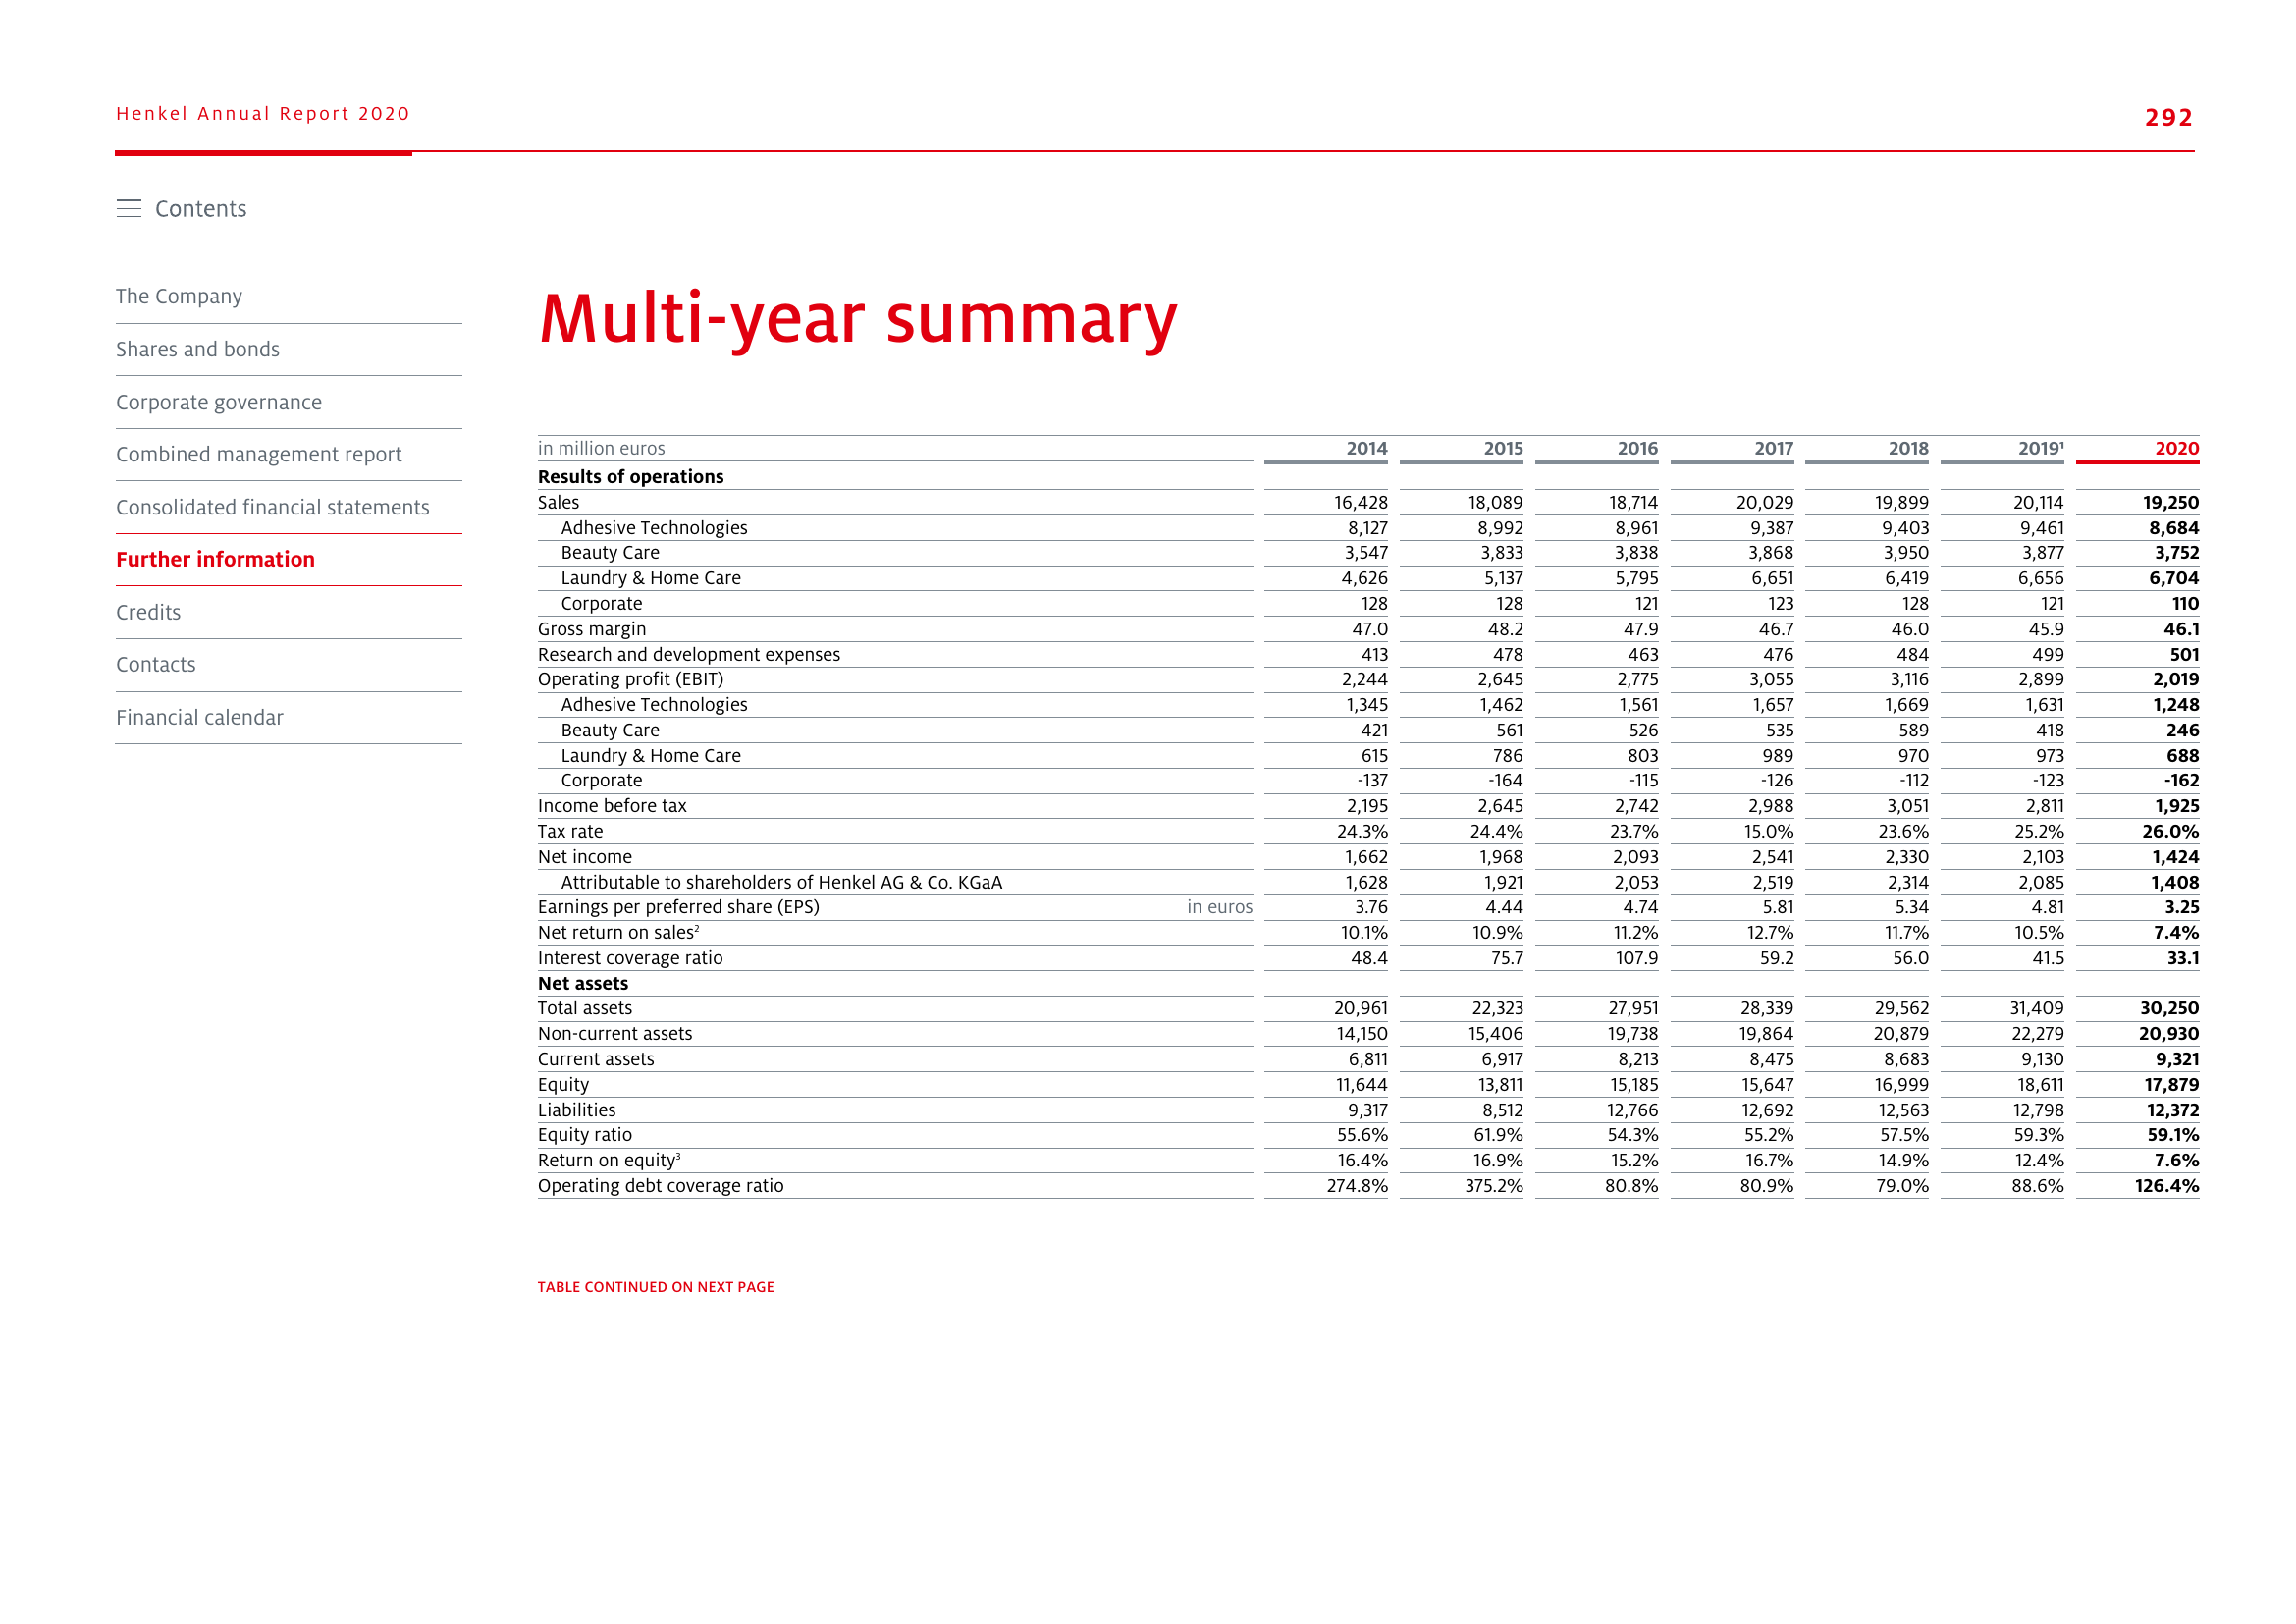 Henkel Annual Report 2020
292
Contents
The Company
Shares and bonds
Corporate governance
Combined management report
Consolidated financial statements
Further information
Credits
Contacts
Financial calendar
Multi-year summary
in million euros 2014 2015 2016 2017 2018 2019¹ 2020
Results of operations
Sales 16,428 18,089 18,714 20,029 19,899 20,114 19,250
Adhesive Technologies 8,127 8,992 8,961 9,387 9,403 9,461 8,684
Beauty Care 3,547 3,833 3,838 3,868 3,950 3,877 3,752
Laundry & Home Care 4,626 5,137 5,795 6,651 6,419 6,656 6,704
Corporate 128 128 121 123 128 121 110
Gross margin 47.0 48.2 47.9 46.7 46.0 45.9 46.1
Research and development expenses 413 478 463 476 484 499 501
Operating profit (EBIT) 2,244 2,645 2,775 3,055 3,116 2,899 2,019
Adhesive Technologies 1,345 1,462 1,561 1,657 1,669 1,631 1,248
Beauty Care 421 561 526 535 589 418 246
Laundry & Home Care 615 786 803 989 970 973 688
Corporate -137 -164 -115 -126 -112 -123 -162
Income before tax 2,195 2,645 2,742 2,988 3,051 2,811 1,925
Tax rate 24.3% 24.4% 23.7% 15.0% 23.6% 25.2% 26.0%
Net income 1,662 1,968 2,093 2,541 2,330 2,103 1,424
Attributable to shareholders of Henkel AG & Co. KGaA 1,628 1,921 2,053 2,519 2,314 2,085 1,408
Earnings per preferred share (EPS) in euros 3.76 4.44 4.74 5.81 5.34 4.81 3.25
Net return on sales² 10.1% 10.9% 11.2% 12.7% 11.7% 10.5% 7.4%
Interest coverage ratio 48.4 75.7 107.9 59.2 56.0 41.5 33.1
Net assets
Total assets 20,961 22,323 27,951 28,339 29,562 31,409 30,250
Non-current assets 14,150 15,406 19,738 19,864 20,879 22,279 20,930
Current assets 6,811 6,917 8,213 8,475 8,683 9,130 9,321
Equity 11,644 13,811 15,185 15,647 16,999 18,611 17,879
Liabilities 9,317 8,512 12,766 12,692 12,563 12,798 12,372
Equity ratio 55.6% 61.9% 54.3% 55.2% 57.5% 59.3% 59.1%
Return on equity³ 16.4% 16.9% 15.2% 16.7% 14.9% 12.4% 7.6%
Operating debt coverage ratio 274.8% 375.2% 80.8% 80.9% 79.0% 88.6% 126.4%
TABLE CONTINUED ON NEXT PAGE